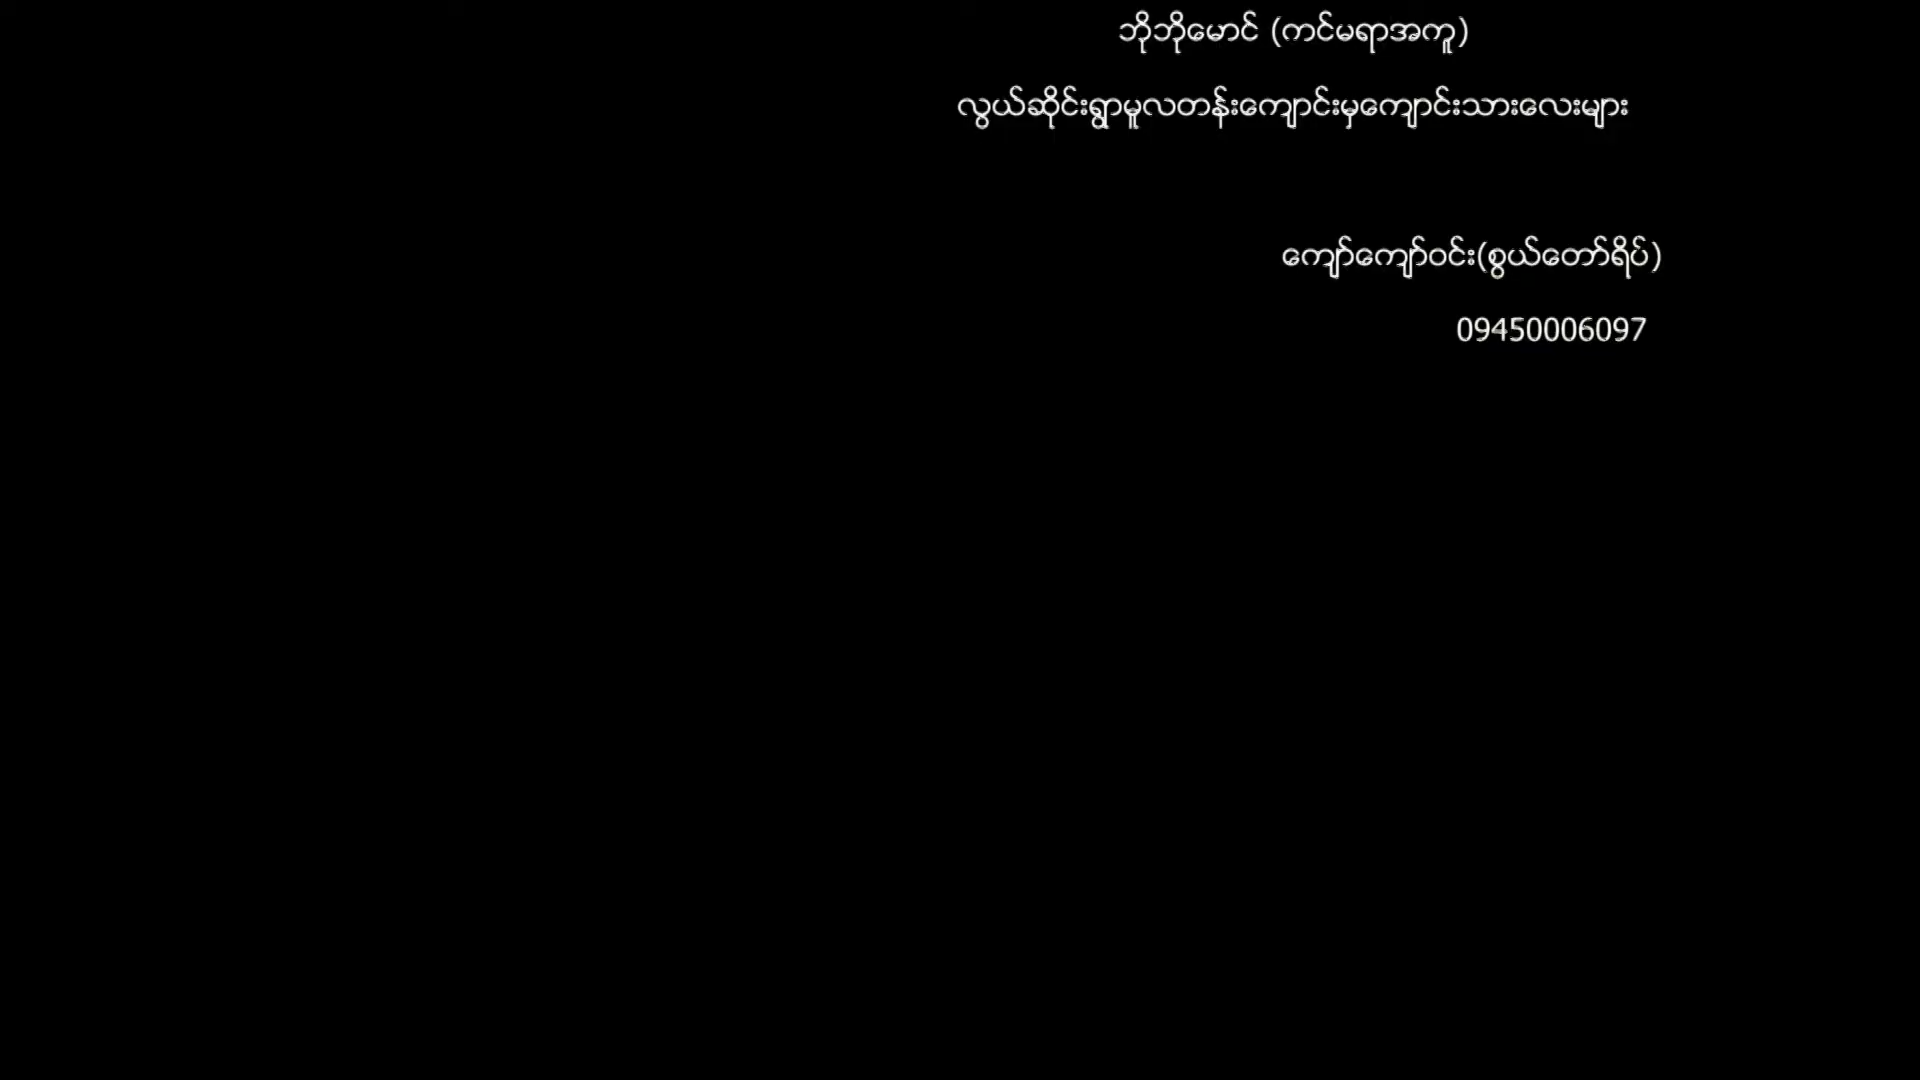 ဘိုဘိုမောင် (ကင်မရာအကူ)
လွယ်ဆိုင်းရွာမူလတန်းကျောင်းမှကျောင်းသားလေးများ
ကျော်ကျော်ဝင်း(စွယ်တော်ရိပ်)
09450006097